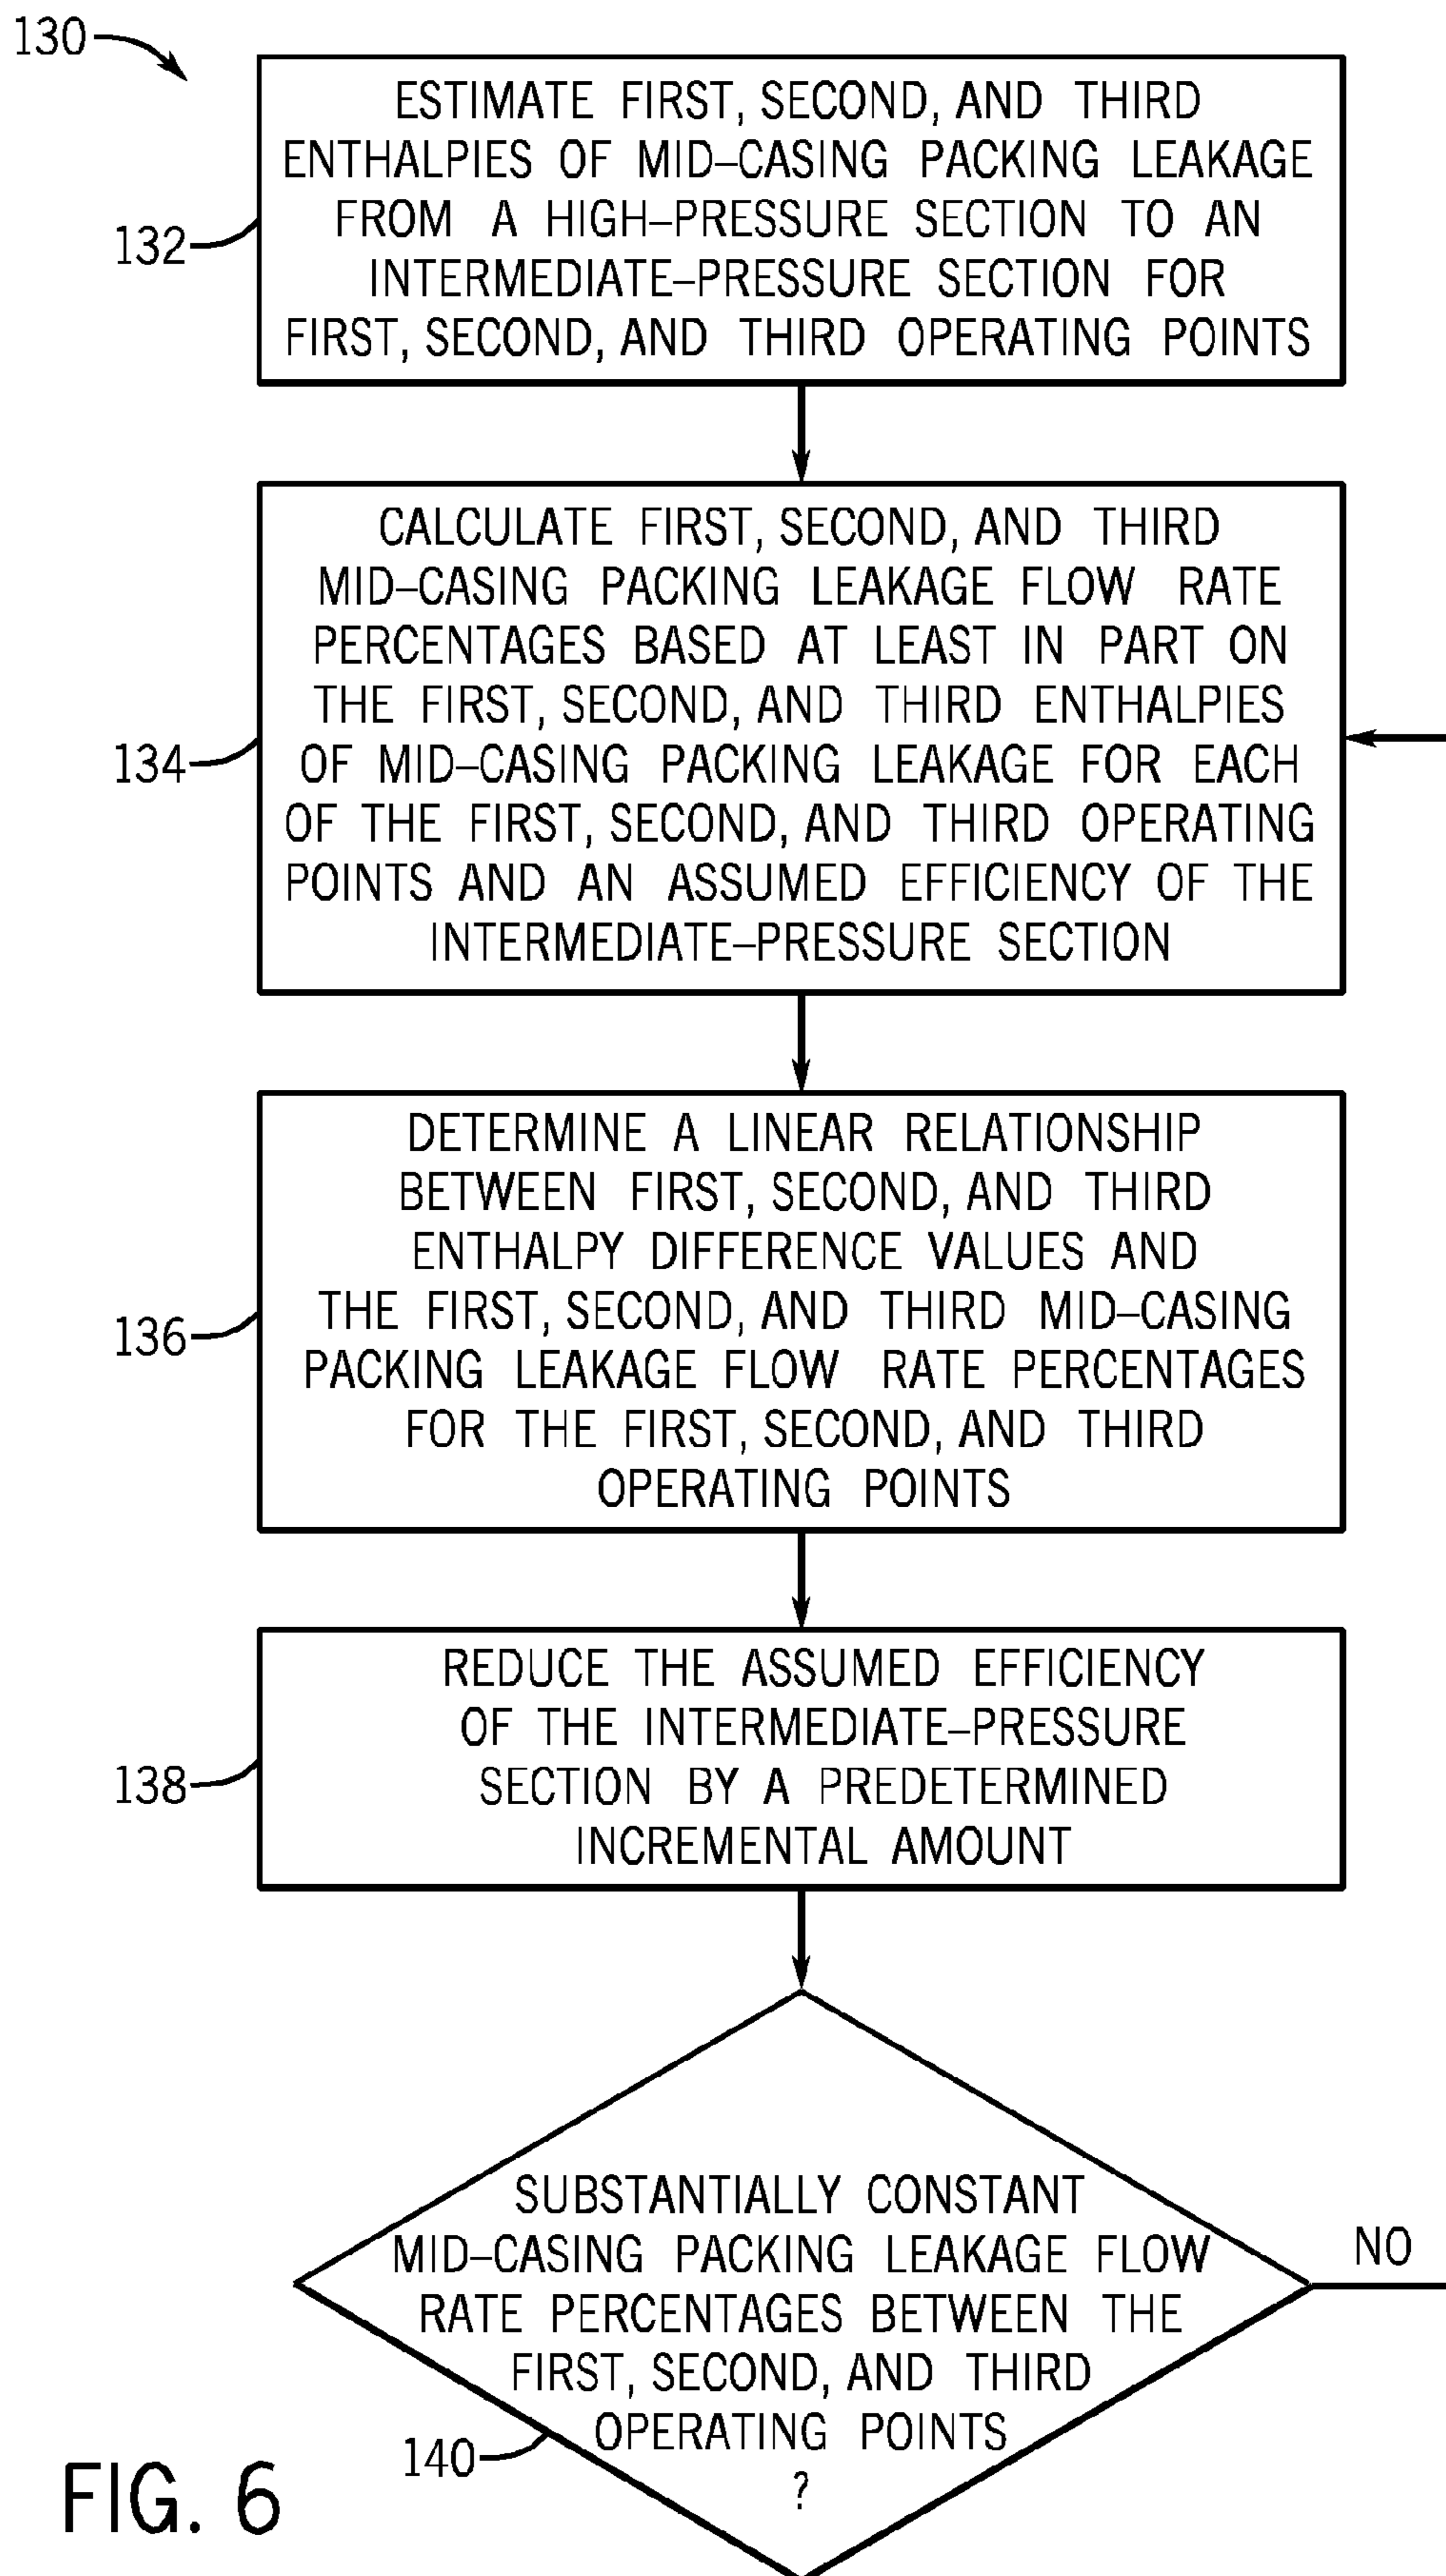 130
ESTIMATE FIRST, SECOND, AND THIRD
ENTHALPIES OF MID–CASING PACKING LEAKAGE
FROM A HIGH–PRESSURE SECTION TO AN
INTERMEDIATE–PRESSURE SECTION FOR
FIRST, SECOND, AND THIRD OPERATING POINTS
132
CALCULATE FIRST, SECOND, AND THIRD
MID–CASING PACKING LEAKAGE FLOW RATE
PERCENTAGES BASED AT LEAST IN PART ON
THE FIRST, SECOND, AND THIRD ENTHALPIES
OF MID–CASING PACKING LEAKAGE FOR EACH
OF THE FIRST, SECOND, AND THIRD OPERATING
POINTS AND AN ASSUMED EFFICIENCY OF THE
INTERMEDIATE–PRESSURE SECTION
134
DETERMINE A LINEAR RELATIONSHIP
BETWEEN FIRST, SECOND, AND THIRD
ENTHALPY DIFFERENCE VALUES AND
THE FIRST, SECOND, AND THIRD MID–CASING
PACKING LEAKAGE FLOW RATE PERCENTAGES
FOR THE FIRST, SECOND, AND THIRD
OPERATING POINTS
136
REDUCE THE ASSUMED EFFICIENCY
OF THE INTERMEDIATE–PRESSURE
SECTION BY A PREDETERMINED
INCREMENTAL AMOUNT
138
SUBSTANTIALLY CONSTANT
MID–CASING PACKING LEAKAGE FLOW
RATE PERCENTAGES BETWEEN THE
FIRST, SECOND, AND THIRD
OPERATING POINTS
?
NO
140
FIG. 6